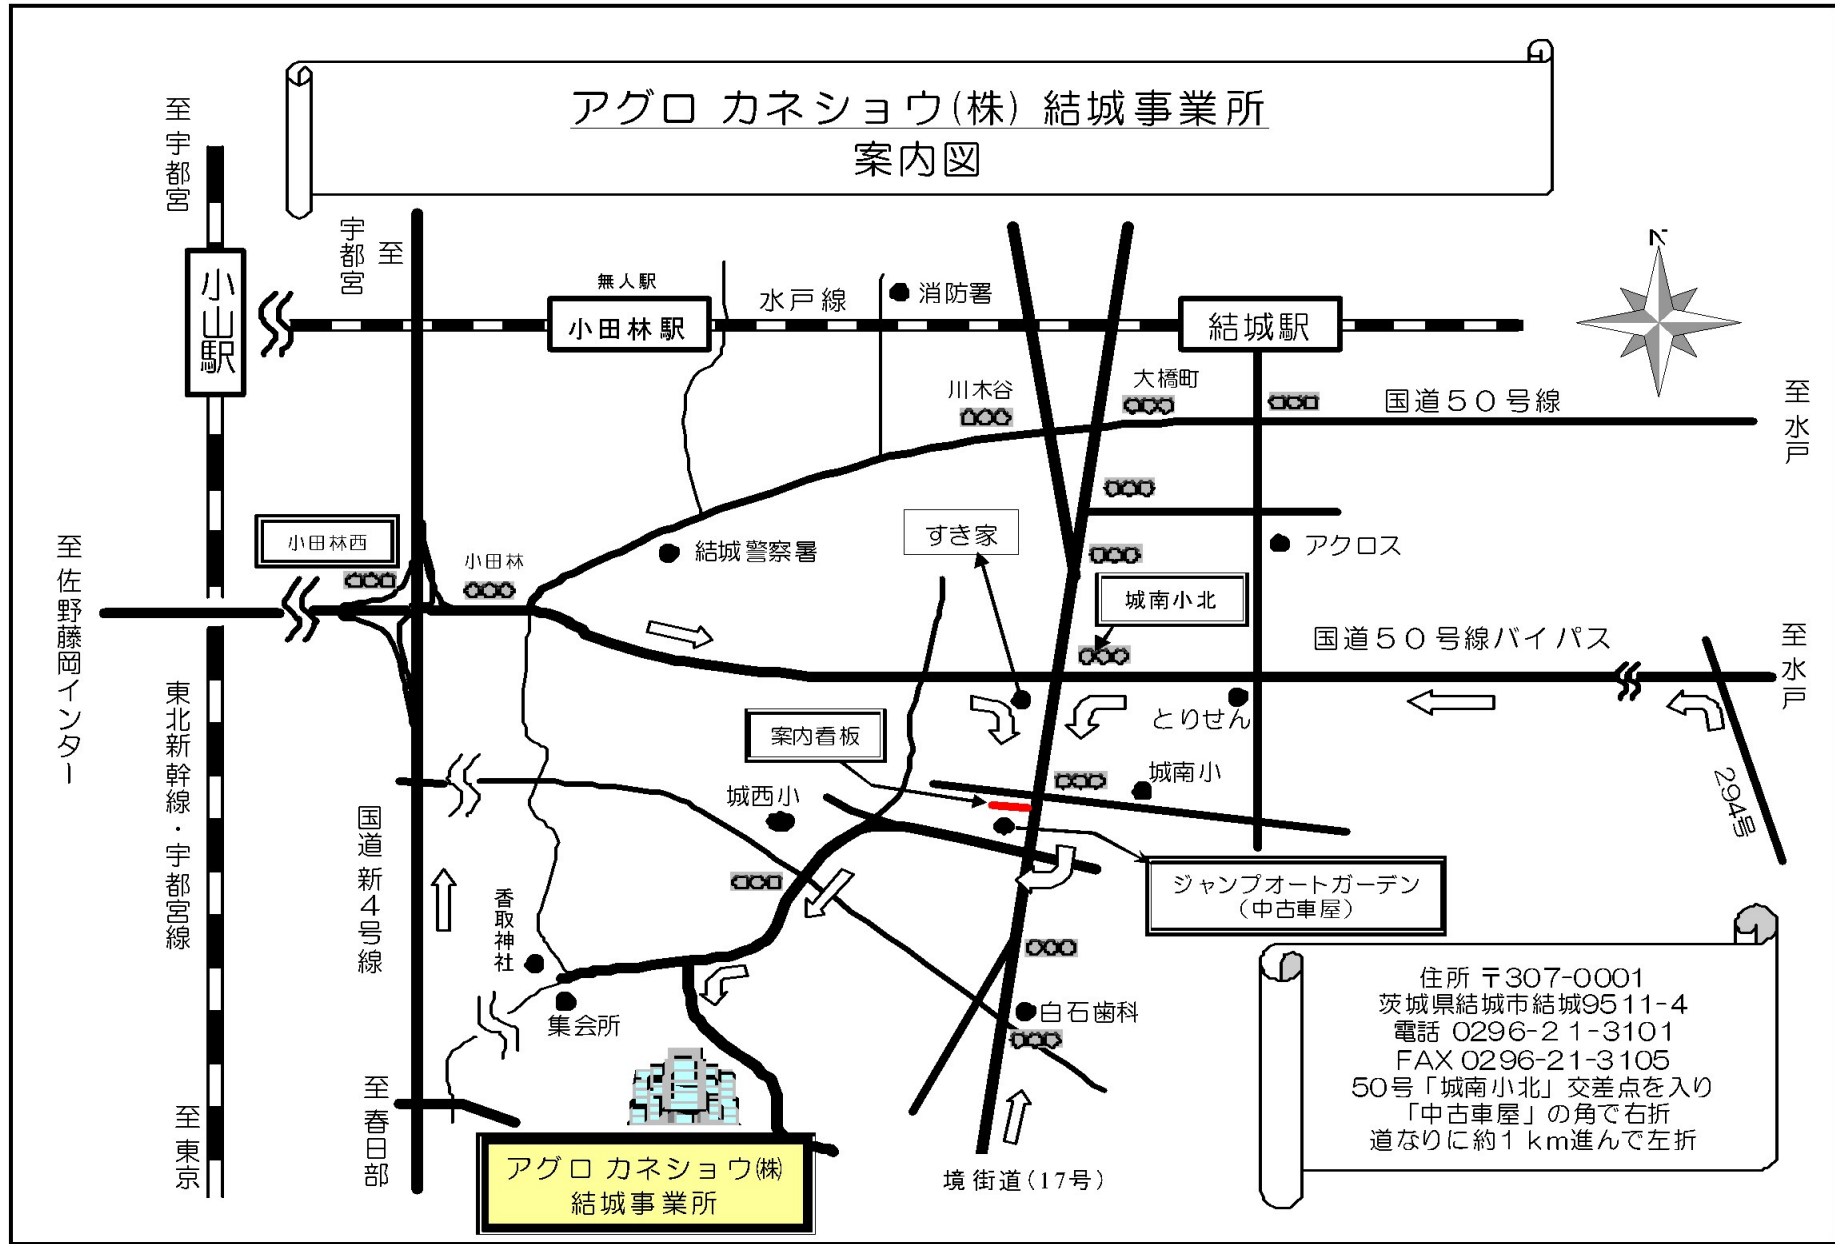 アグロ カネショウ(株) 結城事業所
案内図
至宇都宮
小山駅
至宇都宮
無人駅
小田林駅
水戸線
消防署
結城駅
N
川木谷
大橋町
国道50号線
至水戸
小田林西
小田林
結城警察署
すき家
アクロス
城南小北
国道50号線バイパス
至水戸
至佐野藤岡インター
東北新幹線・宇都宮線
とりせん
案内看板
城南小
城西小
294号
国道新4号線
ジャンプオートガーデン
(中古車屋)
香取神社
集会所
白石歯科
至春日部
至東京
境街道(17号)
アグロ カネショウ㈱
結城事業所
住所 〒307-0001
茨城県結城市結城9511-4
電話 0296-21-3101
FAX 0296-21-3105
50号「城南小北」交差点を入り
「中古車屋」の角で右折
道なりに約1km進んで左折